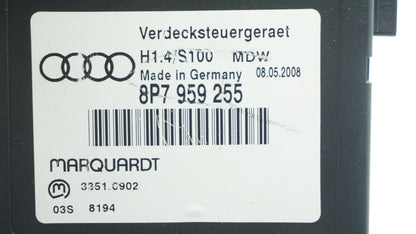 Verdecksteuergeraet
H1.4/S100 MDW
Made in Germany 08.05.2008
8P7 959 255
MARQUARDT
3351.0902
03S 8194